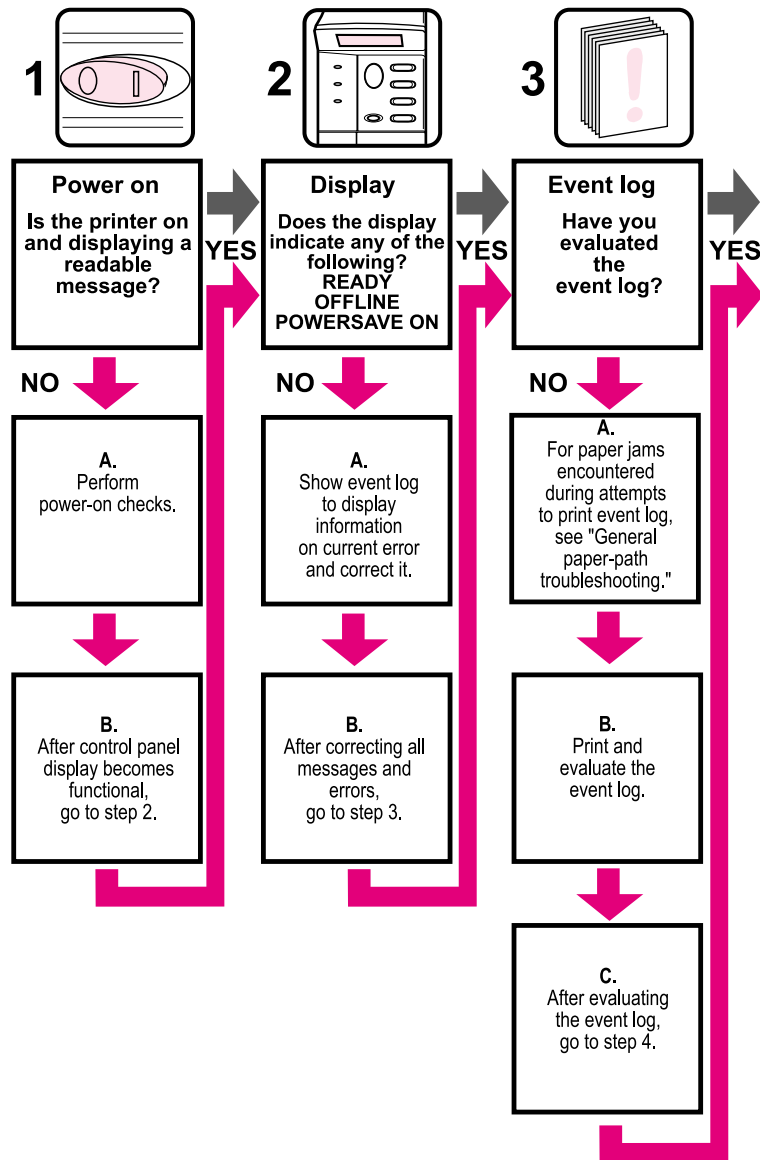 1
Power on
Is the printer on
and displaying a
readable
message?
YES
NO
A.
Perform
power-on checks.
B.
After control panel
display becomes
functional,
go to step 2.
2
Display
Does the display
indicate any of the
following?
READY
OFFLINE
POWERSAVE ON
YES
NO
A.
Show event log
to display
information
on current error
and correct it.
B.
After correcting all
messages and
errors,
go to step 3.
3
Event log
Have you
evaluated
the
event log?
YES
NO
A.
For paper jams
encountered
during attempts
to print event log,
see "General
paper-path
troubleshooting."
B.
Print and
evaluate the
event log.
C.
After evaluating
the event log,
go to step 4.